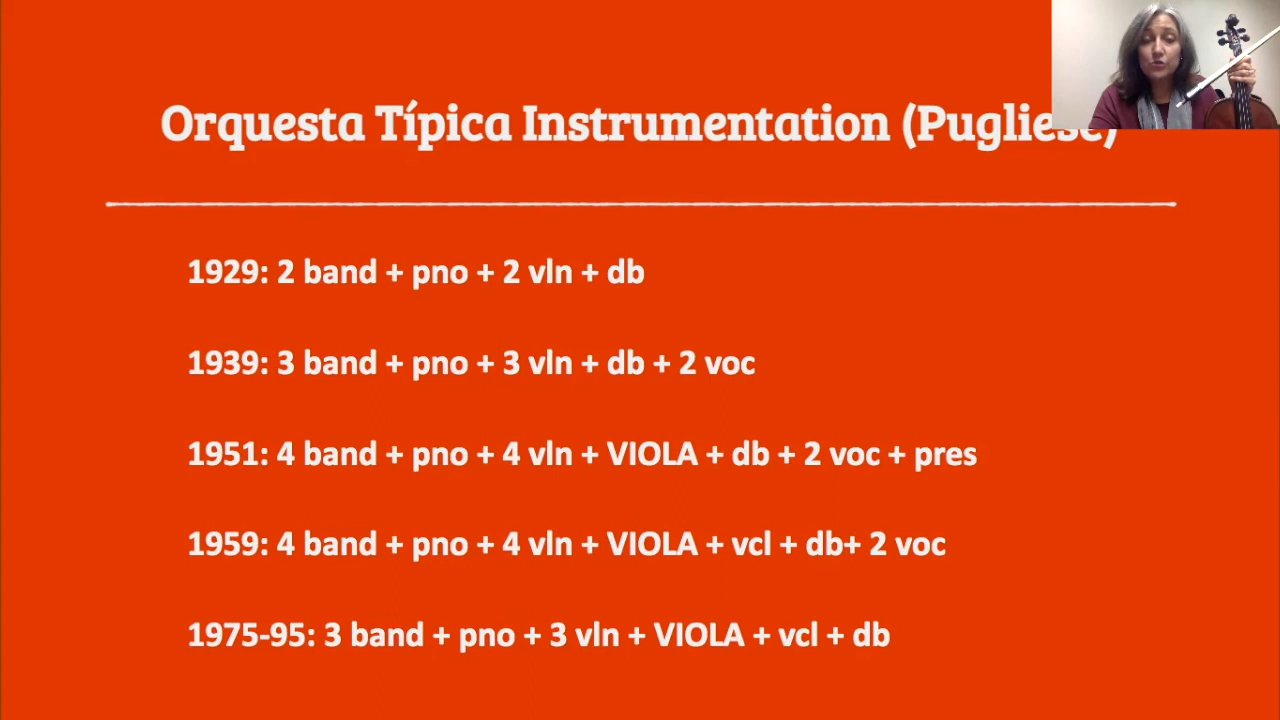 Orquesta Típica Instrumentation (Pugliese)
1929: 2 band + pno + 2 vln + db
1939: 3 band + pno + 3 vln + db + 2 voc
1951: 4 band + pno + 4 vln + VIOLA + db + 2 voc + pres
1959: 4 band + pno + 4 vln + VIOLA + vcl + db+ 2 voc
1975-95: 3 band + pno + 3 vln + VIOLA + vcl + db